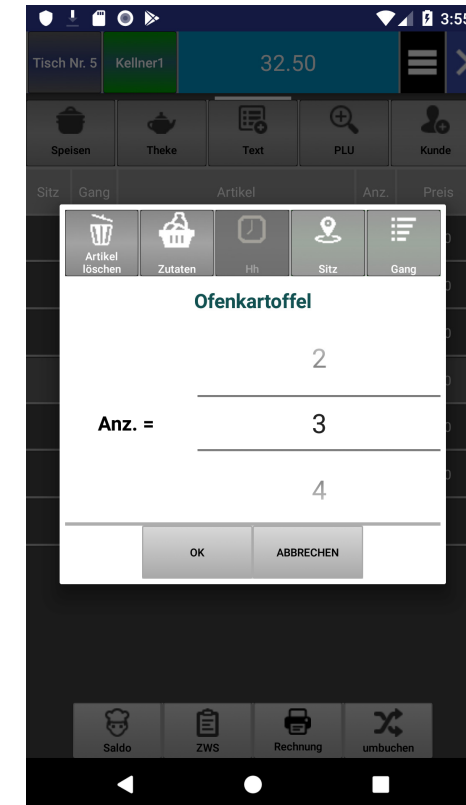 3:55
Tisch Nr. 5 Kellner1 32.50
Speisen Theke Text PLU Kunde
Sitz Gang Artikel Anz. Preis
Artikel
löschen Zutaten Hh Sitz Gang
Ofenkartoffel
2
Anz. = 3
4
OK ABBRECHEN
Saldo ZWS Rechnung umbuchen